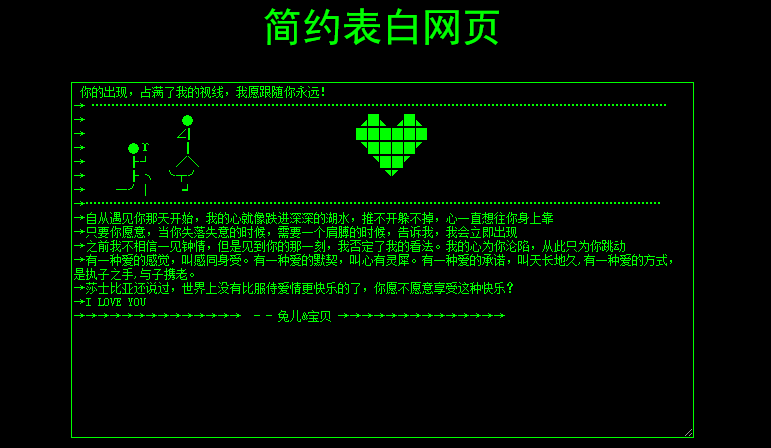 简约表白网页
你的出现，占满了我的视线，我愿跟随你永远！
→自从遇见你那天开始，我的心就像跌进深深的湖水，推不开躲不掉，心一直想往你身上靠
→只要你愿意，当你失落失意的时候，需要一个肩膊的时候，告诉我，我会立即出现
→之前我不相信一见钟情，但是见到你的那一刻，我否定了我的看法。我的心为你沦陷，从此只为你跳动
→有一种爱的感觉，叫感同身受。有一种爱的默契，叫心有灵犀。有一种爱的承诺，叫天长地久,有一种爱的方式，
是执子之手,与子携老。
→莎士比亚还说过，世界上没有比服侍爱情更快乐的了，你愿不愿意享受这种快乐？
→I LOVE YOU
→→→→→→→→→→→→→→ －－兔儿@宝贝 →→→→→→→→→→→→→→